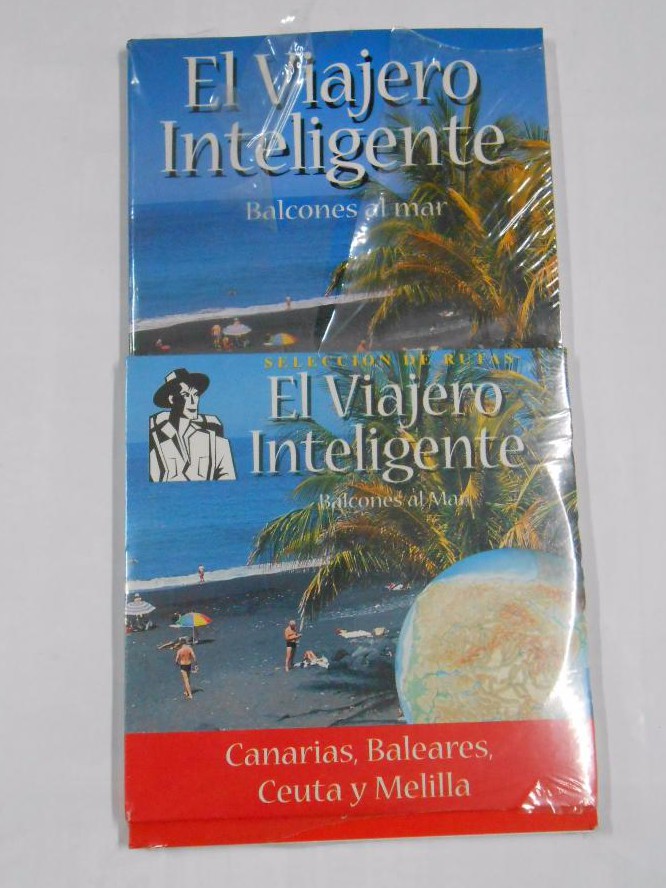 El Viajero
Inteligente
Balcones al mar
SELECCIÓN DE RUTAS
El Viajero
Inteligente
Balcones al Mar
Canarias, Baleares,
Ceuta y Melilla